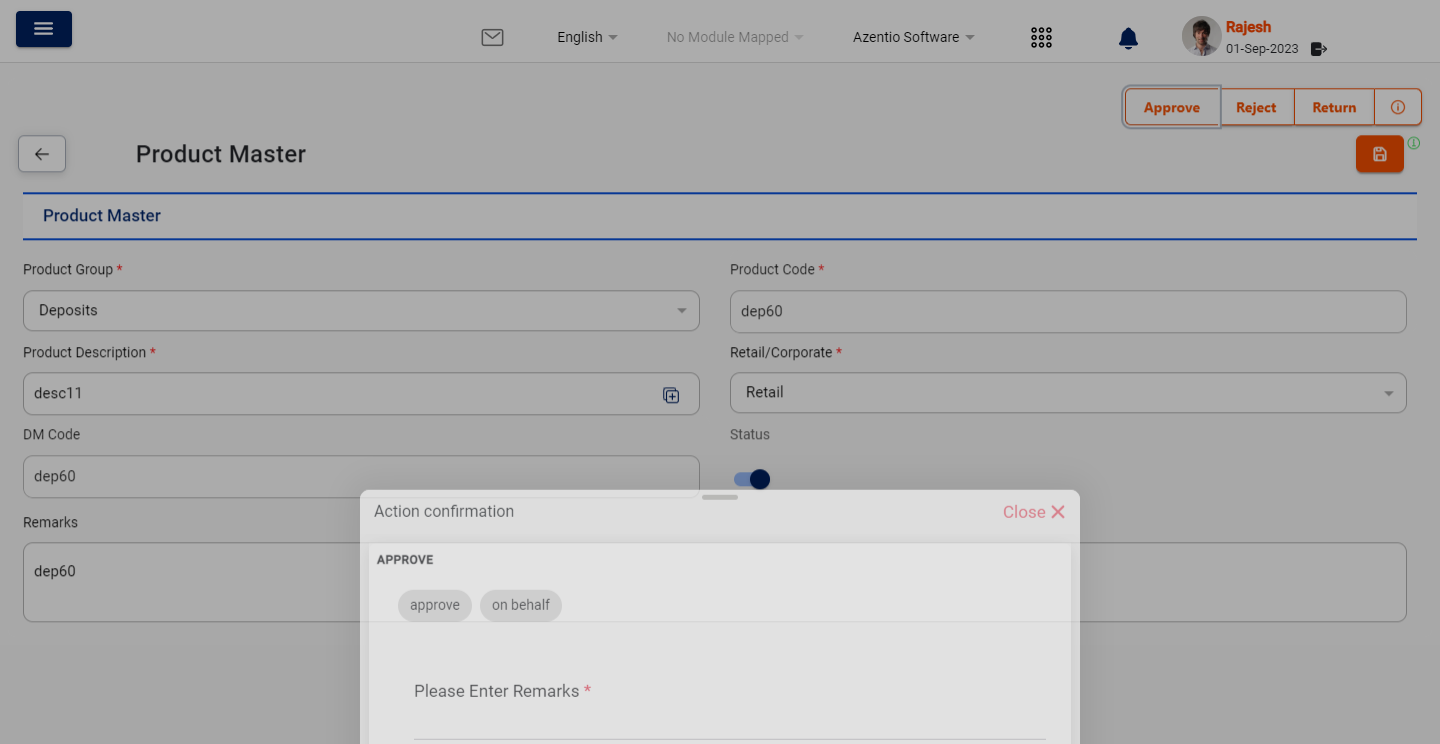 English No Module Mapped Azentio Software Rajesh
01-Sep-2023
Approve Reject Return
Product Master
Product Master
Product Group * Product Code *
Deposits dep60
Product Description * Retail/Corporate *
desc11 Retail
DM Code Status
dep60
Action confirmation Close
Remarks
APPROVE
dep60
approve on behalf
Please Enter Remarks *